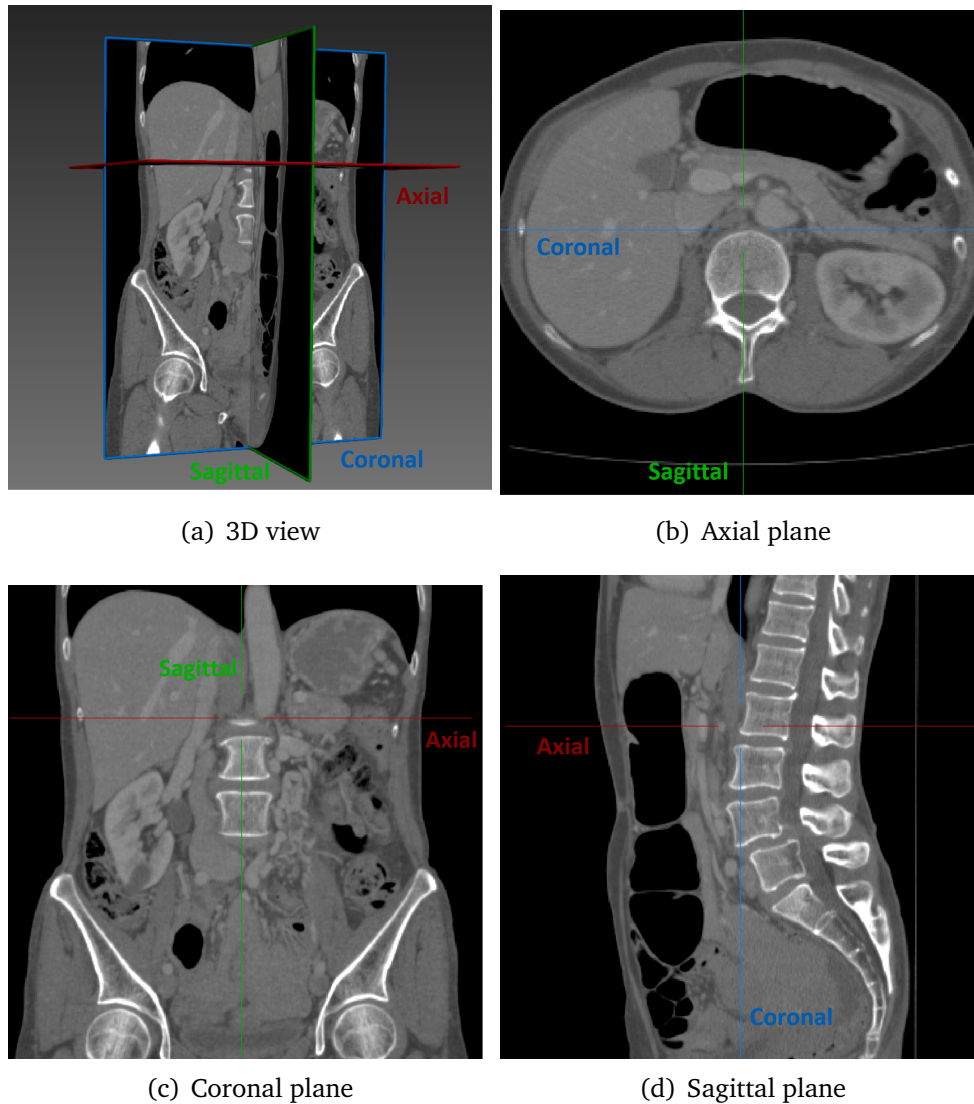 Axial
Sagittal
Coronal
(a) 3D view
Coronal
Sagittal
(b) Axial plane
Sagittal
Axial
(c) Coronal plane
Axial
Coronal
(d) Sagittal plane